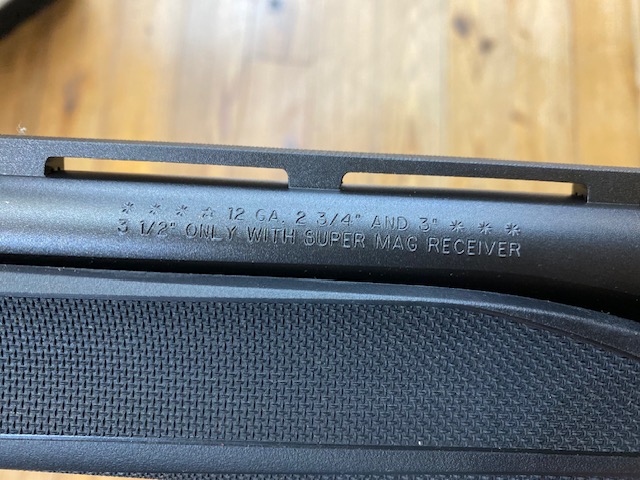 * * * * 12 GA. 2 3/4" AND 3" * * *
3 1/2" ONLY WITH SUPER MAG RECEIVER